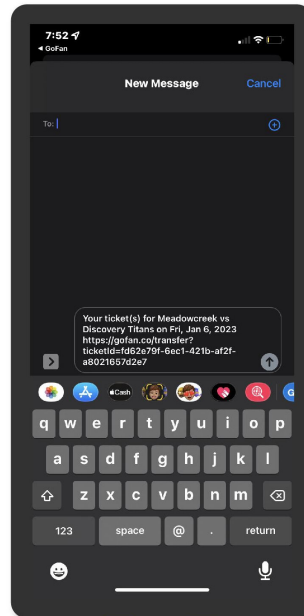 7:52
◀ GoFan
New Message
Cancel
To:
Your ticket(s) for Meadowcreek vs
Discovery Titans on Fri, Jan 6, 2023
https://gofan.co/transfer?
ticketId=fd62e79f-6ec1-421b-af2f-
a8021657d2e7
Cash
G
q w e r t y u i o p
a s d f g h j k l
z x c v b n m
123 space @ . return